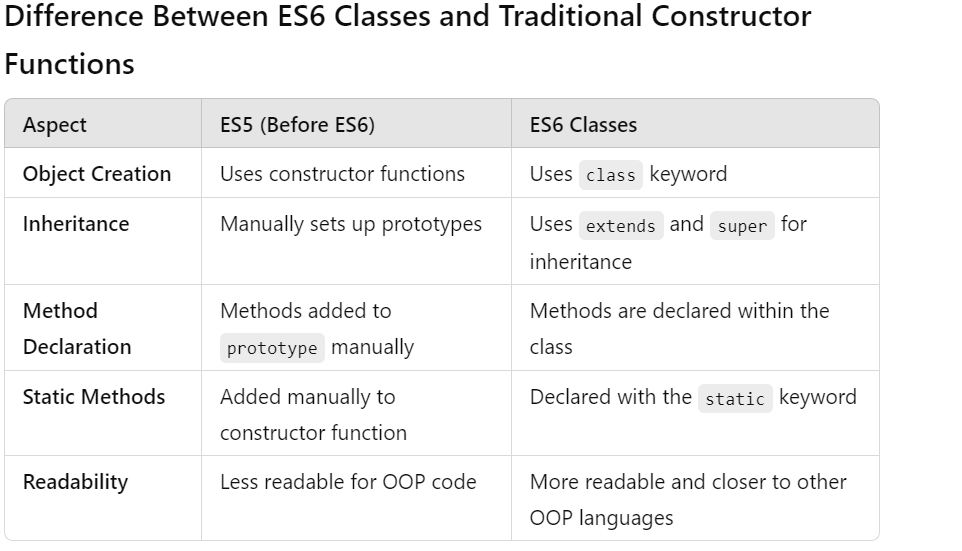 Difference Between ES6 Classes and Traditional Constructor
Functions
Aspect ES5 (Before ES6) ES6 Classes
Object Creation Uses constructor functions Uses class keyword
Inheritance Manually sets up prototypes Uses extends and super for
inheritance
Method Methods added to Methods are declared within the
Declaration prototype manually class
Static Methods Added manually to Declared with the static keyword
constructor function
Readability Less readable for OOP code More readable and closer to other
OOP languages